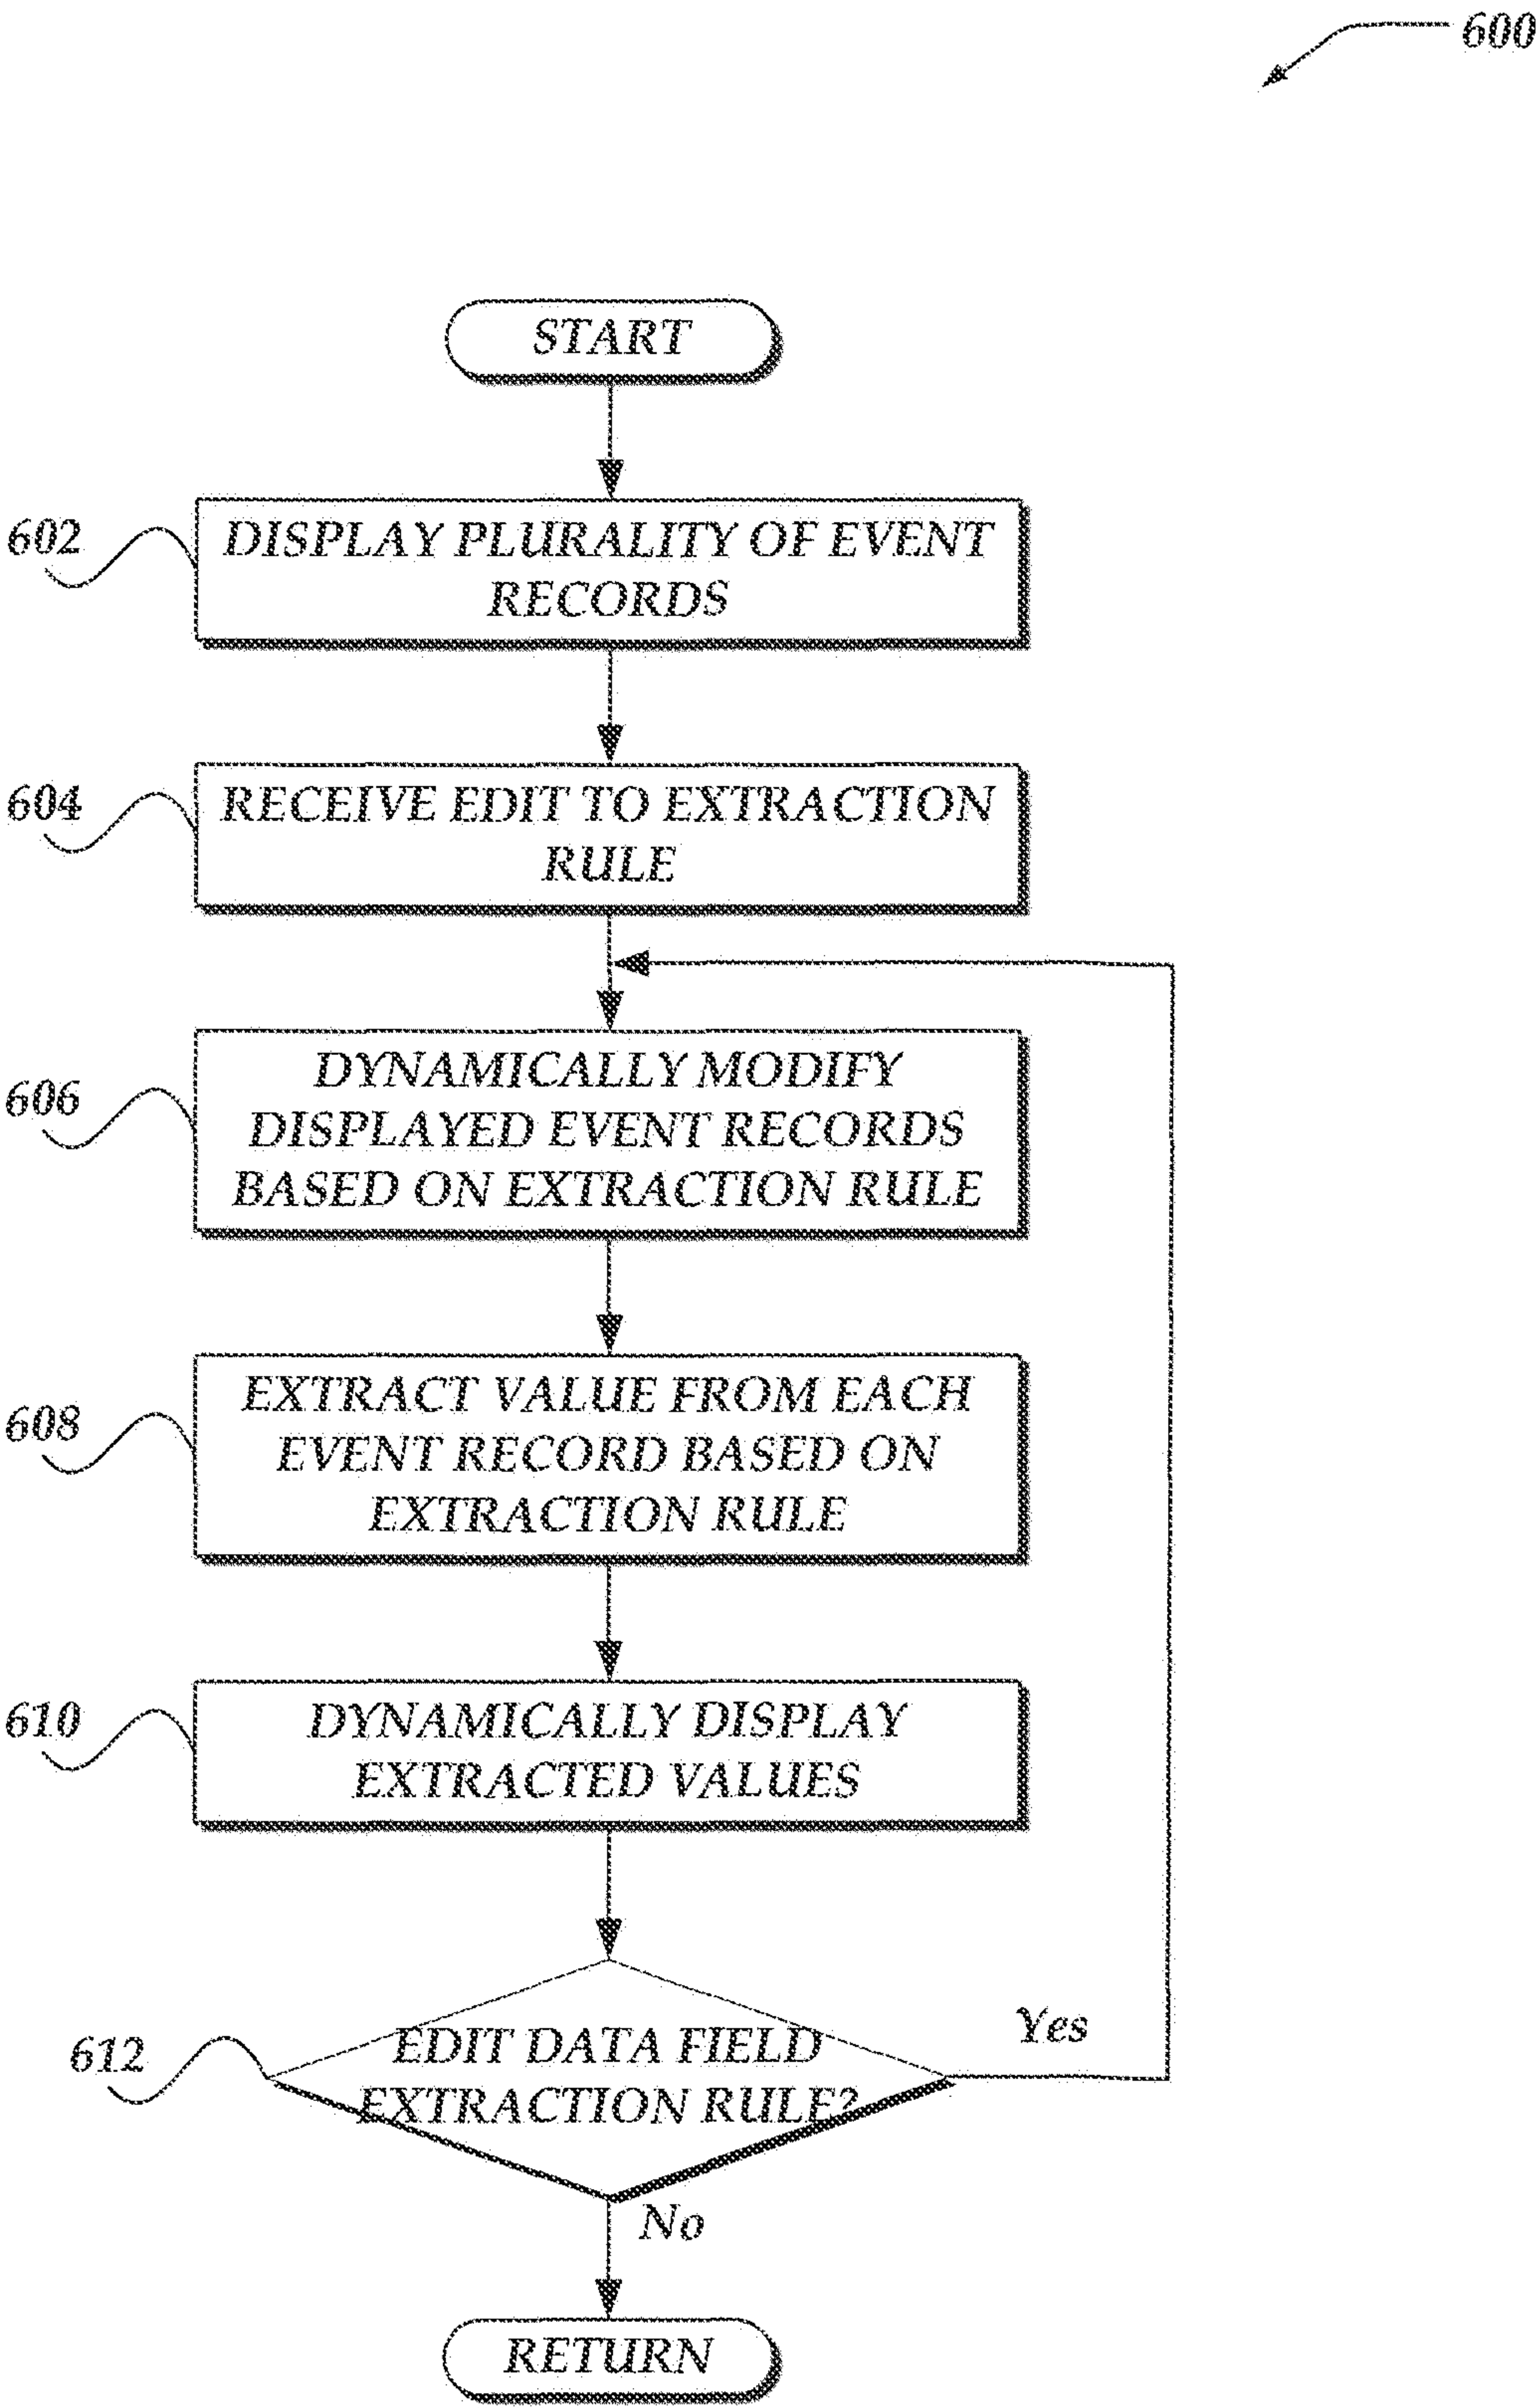 600
START
602
DISPLAY PLURALITY OF EVENT
RECORDS
604
RECEIVE EDIT TO EXTRACTION
RULE
606
DYNAMICALLY MODIFY
DISPLAYED EVENT RECORDS
BASED ON EXTRACTION RULE
608
EXTRACT VALUE FROM EACH
EVENT RECORD BASED ON
EXTRACTION RULE
610
DYNAMICALLY DISPLAY
EXTRACTED VALUES
612
EDIT DATA FIELD
EXTRACTION RULE?
Yes
No
RETURN